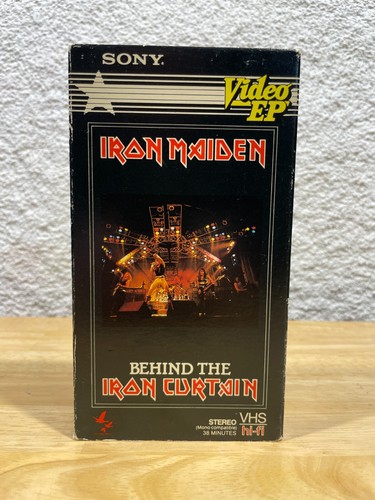 SONY.
Video
EP
IRON MAIDEN
BEHIND THE
IRON CURTAIN
STEREO
(Mono compatible)
38 MINUTES
VHS
hi-fi